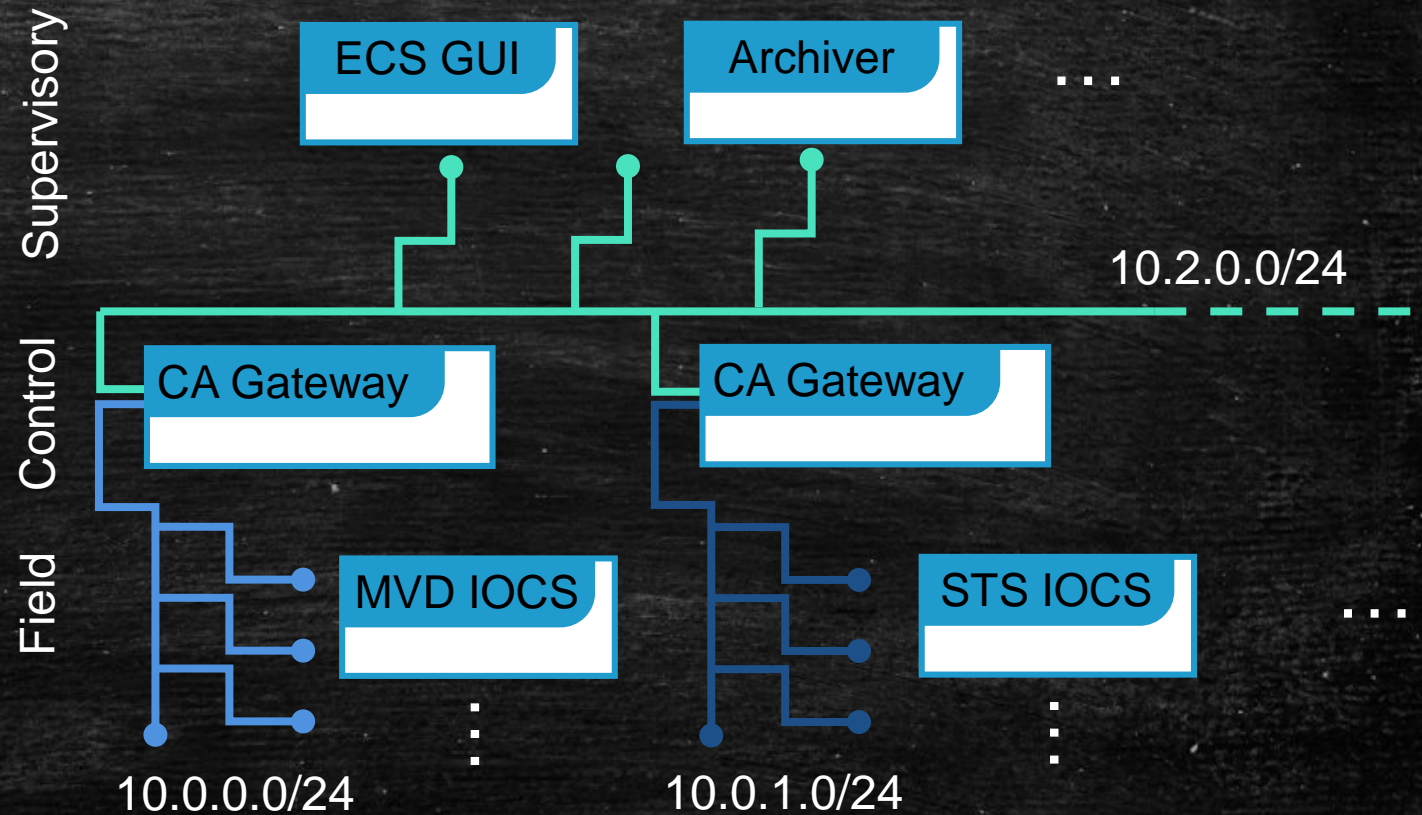 Supervisory
ECS GUI
Archiver
...
10.2.0.0/24
Control
CA Gateway
CA Gateway
Field
MVD IOCS
STS IOCS
...
10.0.0.0/24
10.0.1.0/24